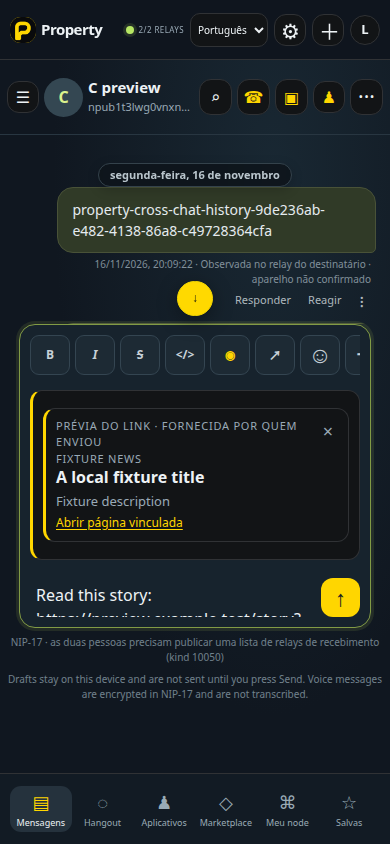 Property
2/2 RELAYS
Português
L
C
C preview
npub1t3lwg0vnxn...
segunda-feira, 16 de novembro
property-cross-chat-history-9de236ab-
e482-4138-86a8-c49728364cfa
16/11/2026, 20:09:22 · Observada no relay do destinatário ·
aparelho não confirmado
Responder Reagir
B I S </>
PRÉVIA DO LINK · FORNECIDA POR QUEM
ENVIOU
FIXTURE NEWS
A local fixture title
Fixture description
Abrir página vinculada
Read this story:
https://preview.example.test/story?
NIP-17 · as duas pessoas precisam publicar uma lista de relays de recebimento
(kind 10050)
Drafts stay on this device and are not sent until you press Send. Voice messages
are encrypted in NIP-17 and are not transcribed.
Mensagens Hangout Aplicativos Marketplace Meu node Salvas